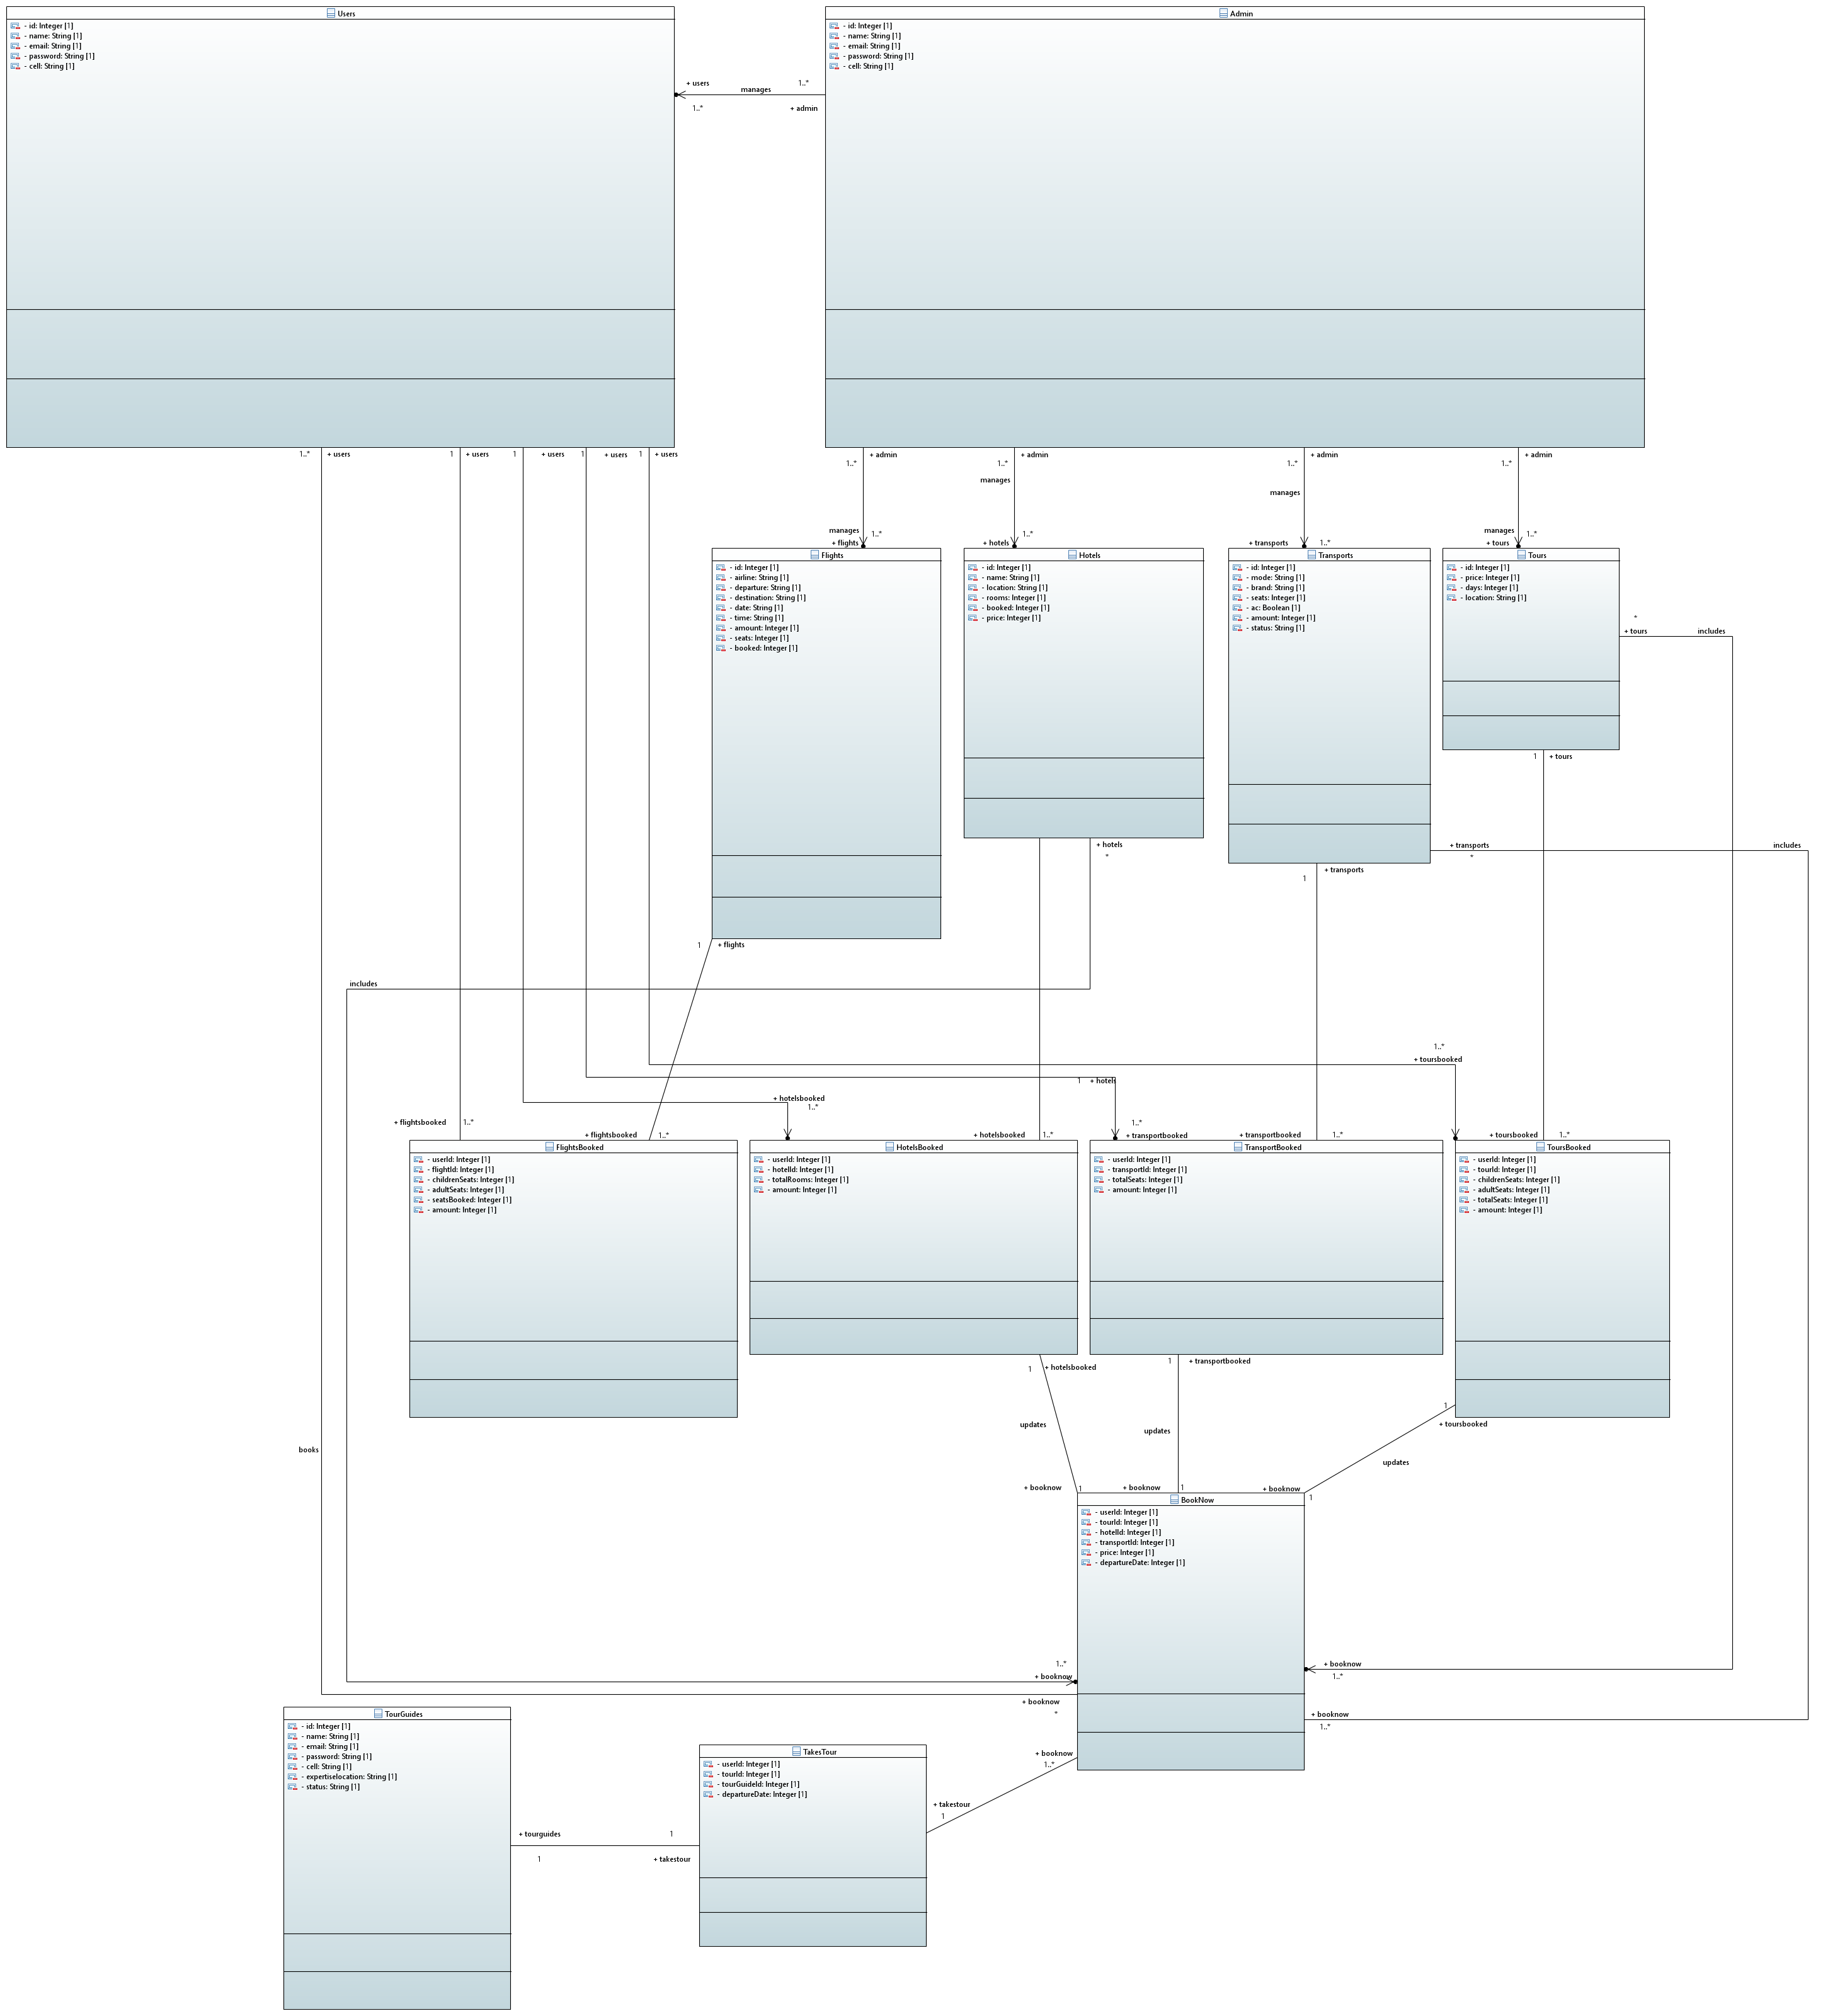 Users
- id: Integer [1]
- name: String [1]
- email: String [1]
- password: String [1]
- cell: String [1]
Admin
- id: Integer [1]
- name: String [1]
- email: String [1]
- password: String [1]
- cell: String [1]
+ users
1..*
manages
1..*
+ admin
1..*
+ users
1
+ users
1
+ users
1
+ users
1
+ users
1..*
+ admin
1..*
+ admin
manages
1..*
+ admin
manages
1..*
+ admin
manages
1..*
+ flights
1..*
+ hotels
+ transports
1..*
manages
1..*
+ tours
Flights
- id: Integer [1]
- airline: String [1]
- departure: String [1]
- destination: String [1]
- date: String [1]
- time: String [1]
- amount: Integer [1]
- seats: Integer [1]
- booked: Integer [1]
Hotels
- id: Integer [1]
- name: String [1]
- location: String [1]
- rooms: Integer [1]
- booked: Integer [1]
- price: Integer [1]
Transports
- id: Integer [1]
- mode: String [1]
- brand: String [1]
- seats: Integer [1]
- ac: Boolean [1]
- amount: Integer [1]
- status: String [1]
Tours
- id: Integer [1]
- price: Integer [1]
- days: Integer [1]
- location: String [1]
*
+ tours
includes
1
+ tours
+ hotels
*
+ transports
*
includes
1
+ transports
1
+ flights
includes
1..*
+ toursbooked
1
+ hotels
+ hotelsbooked
1..*
+ flightsbooked
1..*
+ flightsbooked
1..*
+ hotelsbooked
1..*
1..*
+ transportbooked
+ transportbooked
1..*
+ toursbooked
1..*
FlightsBooked
- userId: Integer [1]
- flightId: Integer [1]
- childrenSeats: Integer [1]
- adultSeats: Integer [1]
- seatsBooked: Integer [1]
- amount: Integer [1]
HotelsBooked
- userId: Integer [1]
- hotelId: Integer [1]
- totalRooms: Integer [1]
- amount: Integer [1]
TransportBooked
- userId: Integer [1]
- transportId: Integer [1]
- totalSeats: Integer [1]
- amount: Integer [1]
ToursBooked
- userId: Integer [1]
- tourId: Integer [1]
- childrenSeats: Integer [1]
- adultSeats: Integer [1]
- totalSeats: Integer [1]
- amount: Integer [1]
1
+ hotelsbooked
1
+ transportbooked
1
+ toursbooked
updates
updates
updates
books
+ booknow
1
+ booknow
1
+ booknow
1
BookNow
- userId: Integer [1]
- tourId: Integer [1]
- hotelId: Integer [1]
- transportId: Integer [1]
- price: Integer [1]
- departureDate: Integer [1]
1..*
+ booknow
+ booknow
1..*
+ booknow
*
+ booknow
1..*
+ booknow
1..*
TourGuides
- id: Integer [1]
- name: String [1]
- email: String [1]
- password: String [1]
- cell: String [1]
- expertiselocation: String [1]
- status: String [1]
TakesTour
- userId: Integer [1]
- tourId: Integer [1]
- tourGuideId: Integer [1]
- departureDate: Integer [1]
+ takestour
1
+ tourguides
1
1
+ takestour